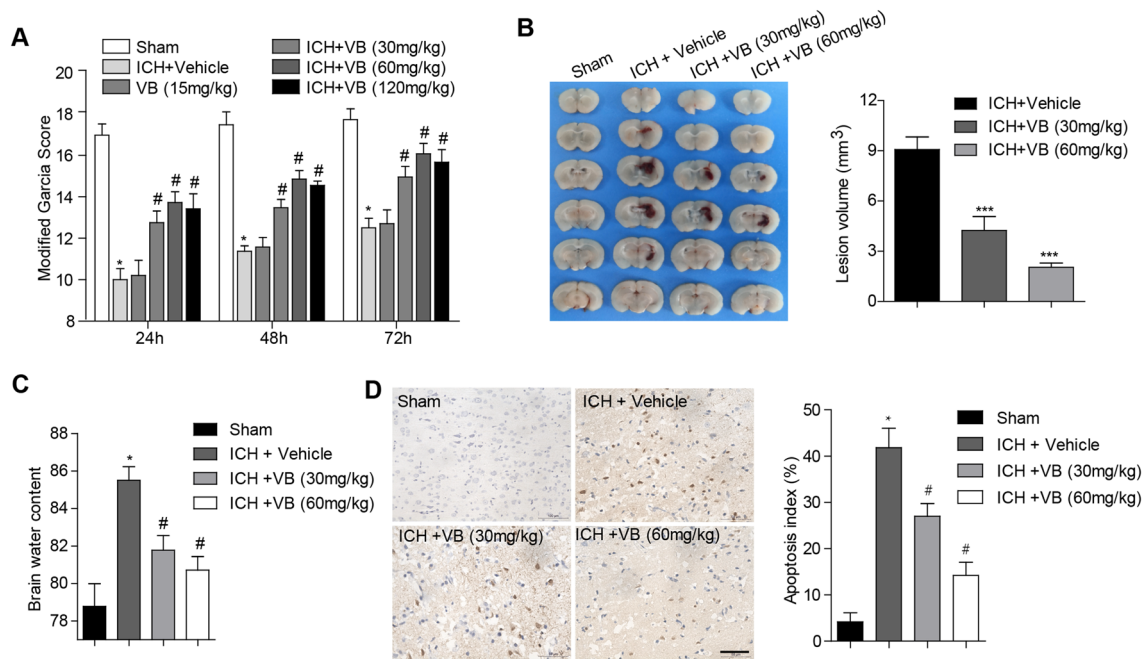 A
Sham
ICH+Vehicle
VB (15mg/kg)
ICH+VB (30mg/kg)
ICH+VB (60mg/kg)
ICH+VB (120mg/kg)
Modified Garcia Score
20
18
16
14
12
10
8
*
#
#
#
*
#
#
#
*
#
#
#
24h
48h
72h
B
Sham
ICH + Vehicle
ICH +VB (30mg/kg)
ICH +VB (60mg/kg)
Lesion volume (mm3)
12
9
6
3
0
***
***
ICH+Vehicle
ICH+VB (30mg/kg)
ICH+VB (60mg/kg)
C
Brain water content
88
86
84
82
80
78
*
#
#
Sham
ICH + Vehicle
ICH +VB (30mg/kg)
ICH +VB (60mg/kg)
D
Sham
ICH + Vehicle
ICH +VB (30mg/kg)
ICH +VB (60mg/kg)
Apoptosis index (%)
50
40
30
20
10
0
*
#
#
Sham
ICH + Vehicle
ICH +VB (30mg/kg)
ICH +VB (60mg/kg)